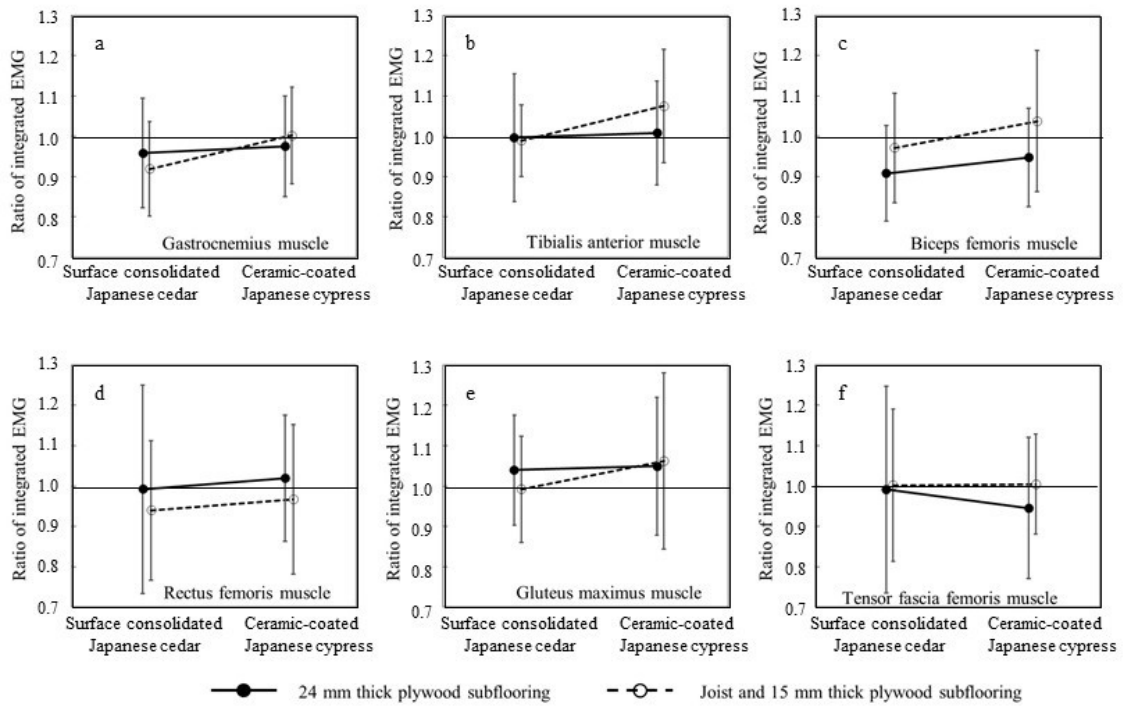 a
Ratio of integrated EMG
1.3
1.2
1.1
1.0
0.9
0.8
0.7
Gastrocnemius muscle
Surface consolidated
Japanese cedar
Ceramic-coated
Japanese cypress
b
Ratio of integrated EMG
1.3
1.2
1.1
1.0
0.9
0.8
0.7
Tibialis anterior muscle
Surface consolidated
Japanese cedar
Ceramic-coated
Japanese cypress
c
Ratio of integrated EMG
1.3
1.2
1.1
1.0
0.9
0.8
0.7
Biceps femoris muscle
Surface consolidated
Japanese cedar
Ceramic-coated
Japanese cypress
d
Ratio of integrated EMG
1.3
1.2
1.1
1.0
0.9
0.8
0.7
Rectus femoris muscle
Surface consolidated
Japanese cedar
Ceramic-coated
Japanese cypress
e
Ratio of integrated EMG
1.3
1.2
1.1
1.0
0.9
0.8
0.7
Gluteus maximus muscle
Surface consolidated
Japanese cedar
Ceramic-coated
Japanese cypress
f
Ratio of integrated EMG
1.3
1.2
1.1
1.0
0.9
0.8
0.7
Tensor fascia femoris muscle
Surface consolidated
Japanese cedar
Ceramic-coated
Japanese cypress
24 mm thick plywood subflooring
Joist and 15 mm thick plywood subflooring